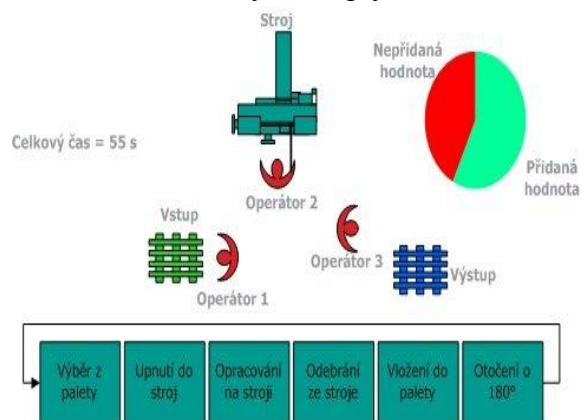 Stroj
Nepřidaná
hodnota
Celkový čas = 55 s
Přidaná
hodnota
Operátor 2
Vstup
Operátor 3
Výstup
Operátor 1
Výběr z
palety
Upnutí do
stroj
Opracování
na stroji
Odebrání
ze stroje
Vložení do
palety
Otočení o
180º